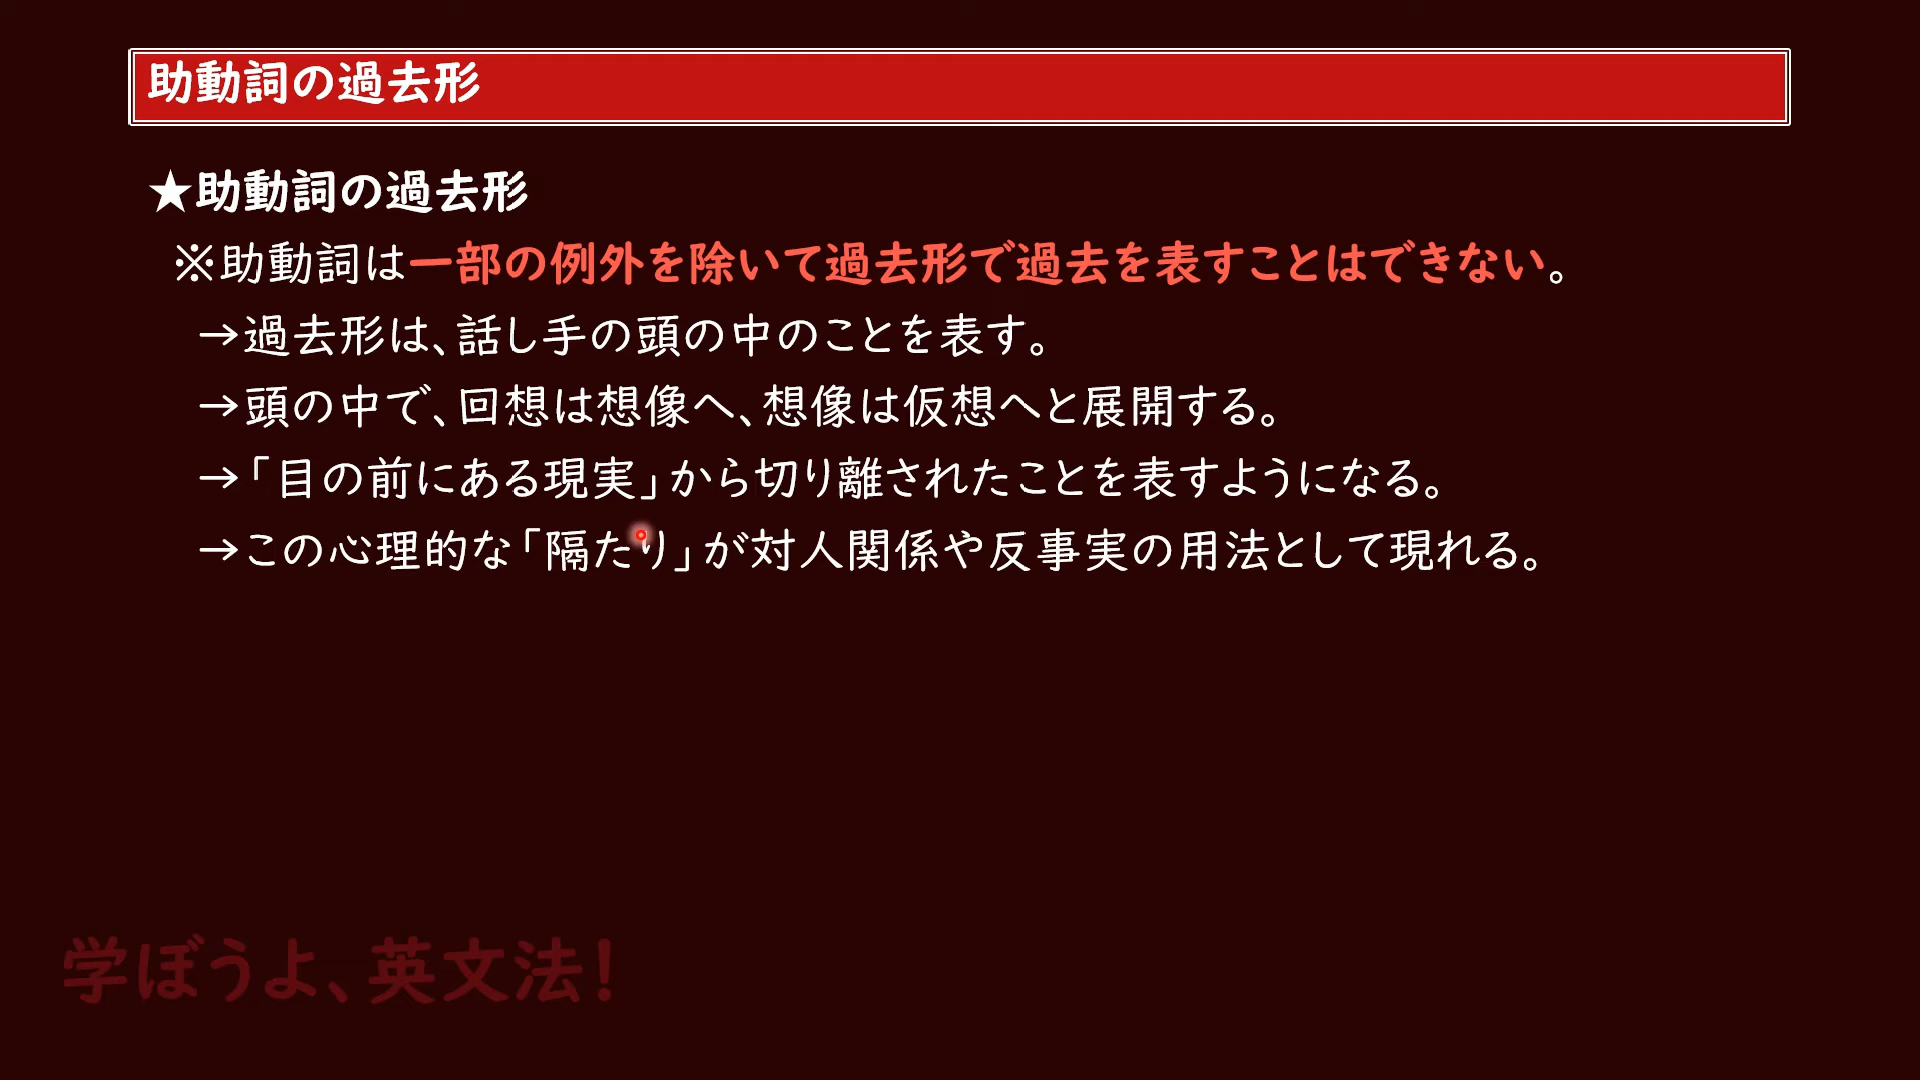 助動詞の過去形
★助動詞の過去形
※助動詞は一部の例外を除いて過去形で過去を表すことはできない。
→過去形は、話し手の頭の中のことを表す。
→頭の中で、回想は想像へ、想像は仮想へと展開する。
→「目の前にある現実」から切り離されたことを表すようになる。
→この心理的な「隔たり」が対人関係や反事実の用法として現れる。
学ぼうよ、英文法！